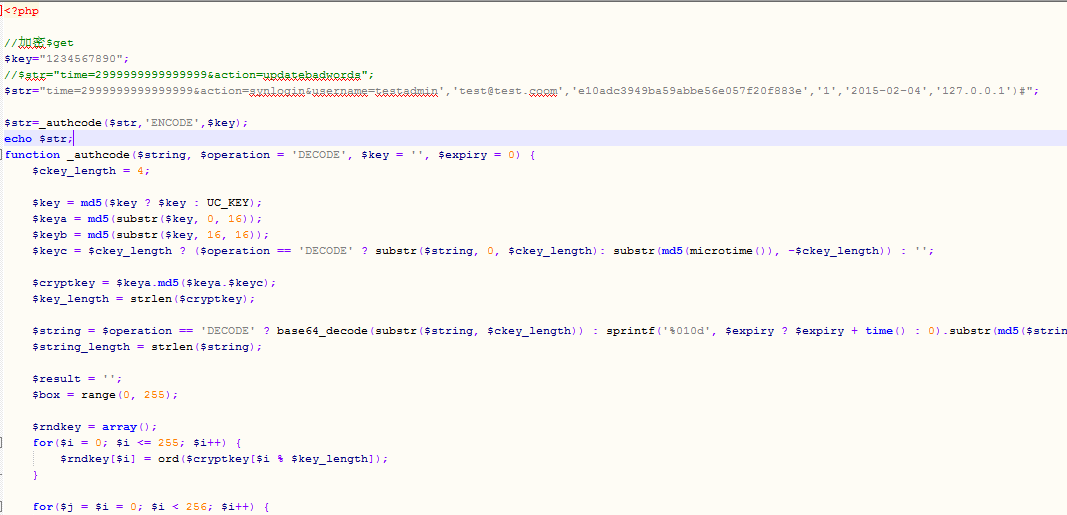 <?php
//加密$get
$key="1234567890";
//$str="time=2999999999999999&action=updatebadwords";
$str="time=2999999999999999&action=synlogin&username=testadmin','test@test.coom','e10adc3949ba59abbe56e057f20f883e','1','2015-02-04','127.0.0.1')#";
$str=_authcode($str,'ENCODE',$key);
echo $str;
function _authcode($string, $operation = 'DECODE', $key = '', $expiry = 0) {
$ckey_length = 4;
$key = md5($key ? $key : UC_KEY);
$keya = md5(substr($key, 0, 16));
$keyb = md5(substr($key, 16, 16));
$keyc = $ckey_length ? ($operation == 'DECODE' ? substr($string, 0, $ckey_length): substr(md5(microtime()), -$ckey_length)) : '';
$cryptkey = $keya.md5($keya.$keyc);
$key_length = strlen($cryptkey);
$string = $operation == 'DECODE' ? base64_decode(substr($string, $ckey_length)) : sprintf('%010d', $expiry ? $expiry + time() : 0).substr(md5($strin
$string_length = strlen($string);
$result = '';
$box = range(0, 255);
$rndkey = array();
for($i = 0; $i <= 255; $i++) {
$rndkey[$i] = ord($cryptkey[$i % $key_length]);
}
for($j = $i = 0; $i < 256; $i++) {